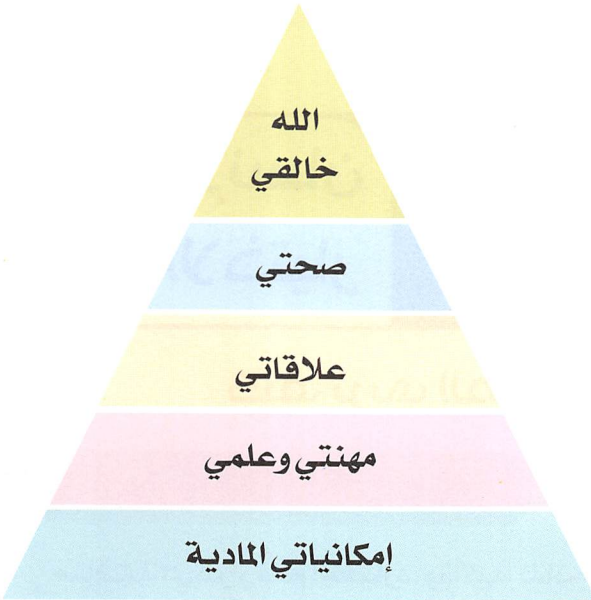 الله
خالقي
صحتي
علاقاتي
مهنتي وعلمي
إمكانياتي المادية